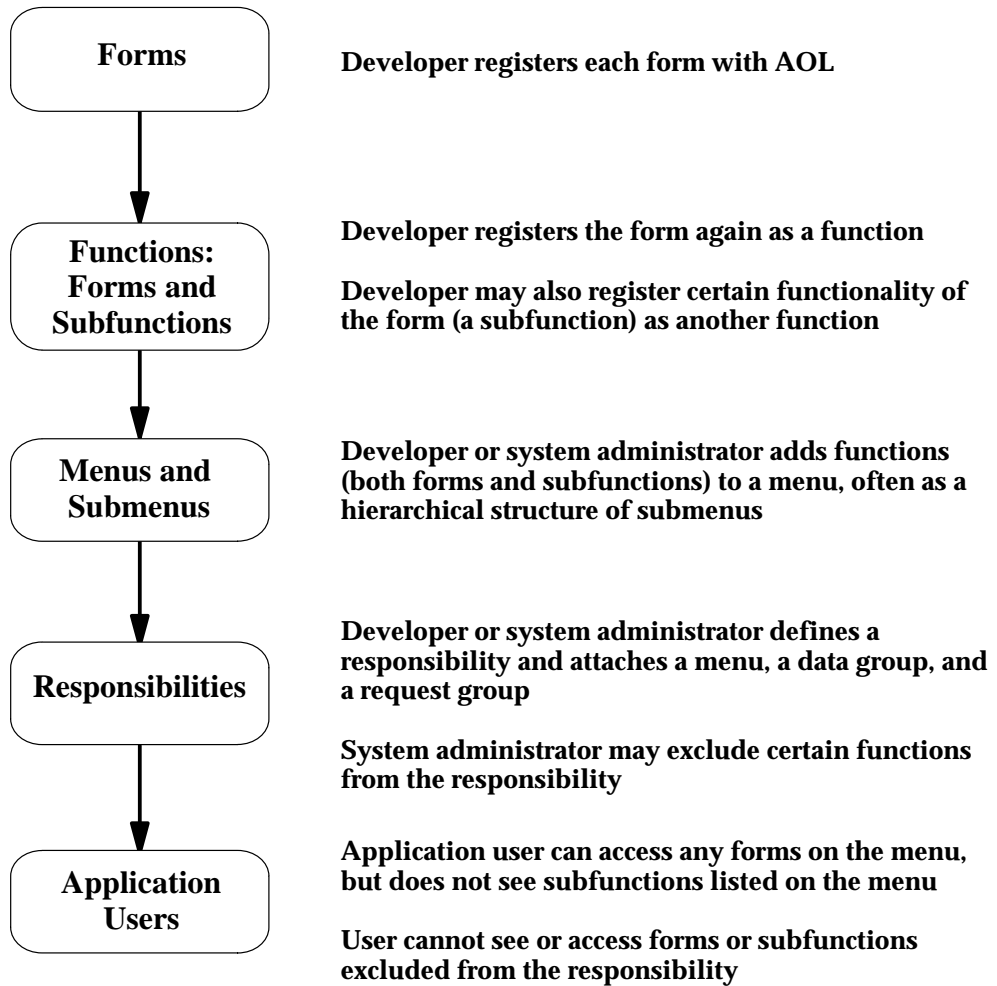 Forms
Developer registers each form with AOL
Functions:
Forms and
Subfunctions
Developer registers the form again as a function
Developer may also register certain functionality of
the form (a subfunction) as another function
Menus and
Submenus
Developer or system administrator adds functions
(both forms and subfunctions) to a menu, often as a
hierarchical structure of submenus
Responsibilities
Developer or system administrator defines a
responsibility and attaches a menu, a data group, and
a request group
System administrator may exclude certain functions
from the responsibility
Application
Users
Application user can access any forms on the menu,
but does not see subfunctions listed on the menu
User cannot see or access forms or subfunctions
excluded from the responsibility